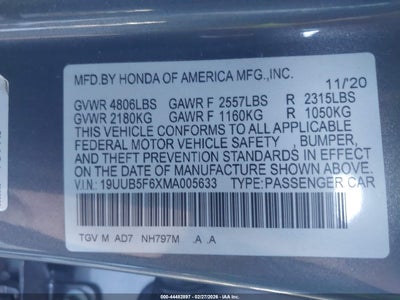 MFD.BY HONDA OF AMERICA MFG.,INC.
11/'20
GVWR 4806LBS GAWR F 2557LBS R 2315LBS
GVWR 2180KG GAWR F 1160KG R 1050KG
THIS VEHICLE CONFORMS TO ALL APPLICABLE
FEDERAL MOTOR VEHICLE SAFETY , BUMPER,
AND THEFT PREVENTION STANDARDS IN EFFECT
ON THE DATE OF MANUFACTURE SHOWN ABOVE.
V.I.N: 19UUB5F6XMA005633 TYPE:PASSENGER CAR
TGV M AD7 NH797M .A .A
000-44482897 - 02/27/2026 - IAA Inc.